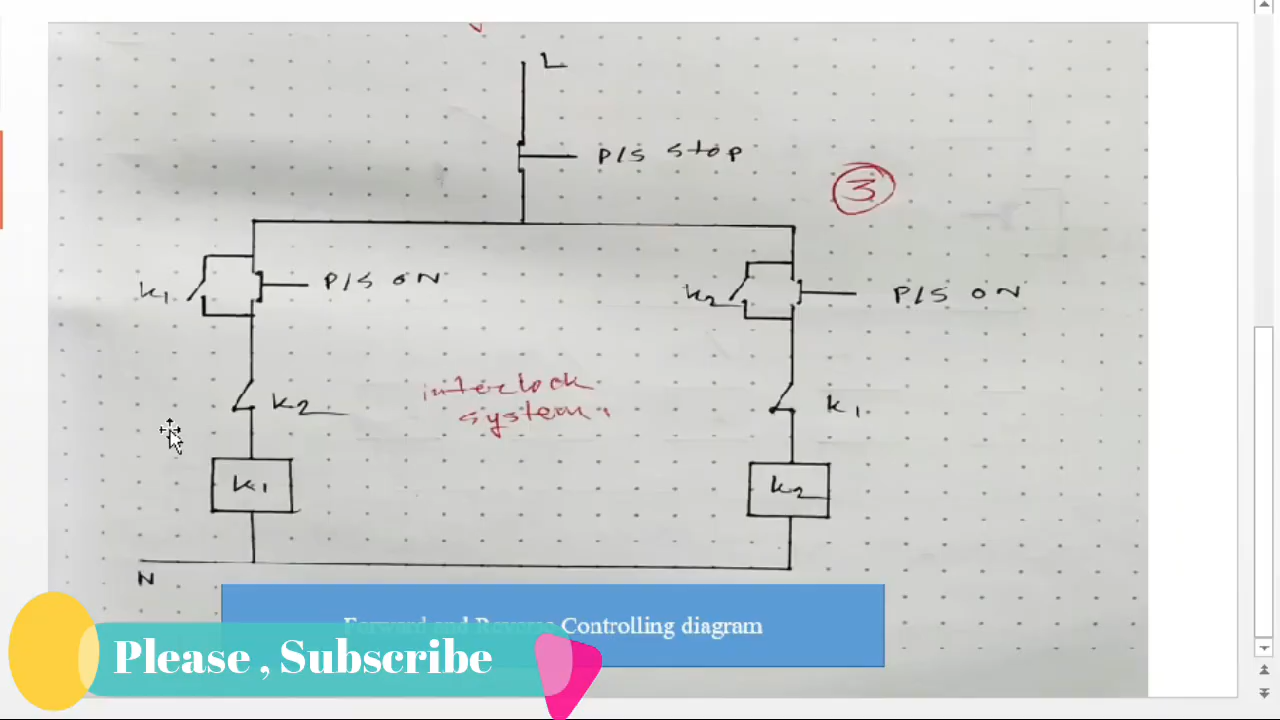 L
P/S STOP
3
K1
P/S ON
K2
P/S ON
interlock
system.
K2
K1
K1
K2
N
Forward and Reverse Controlling diagram
Please , Subscribe